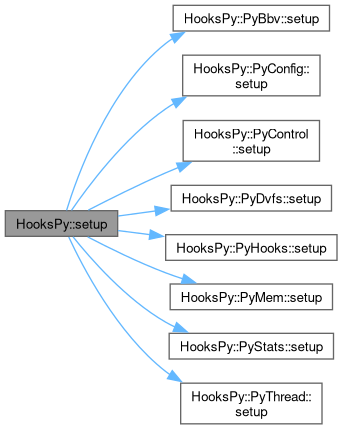 HooksPy::PyBbv::setup
HooksPy::PyConfig::
setup
HooksPy::PyControl
::setup
HooksPy::PyDvfs::setup
HooksPy::setup
HooksPy::PyHooks::setup
HooksPy::PyMem::setup
HooksPy::PyStats::setup
HooksPy::PyThread::
setup